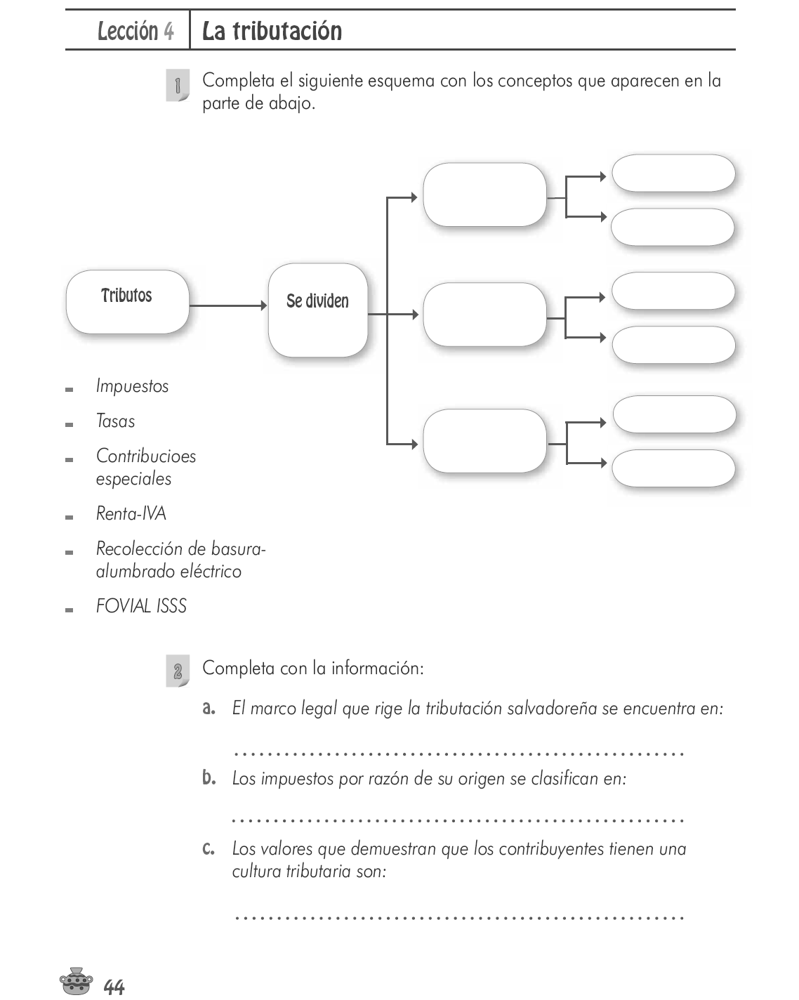 Lección 4
La tributación
1
Completa el siguiente esquema con los conceptos que aparecen en la
parte de abajo.
Tributos
Se dividen
Impuestos
Tasas
Contribucioes
especiales
Renta-IVA
Recolección de basura-
alumbrado eléctrico
FOVIAL ISSS
2
Completa con la información:
a. El marco legal que rige la tributación salvadoreña se encuentra en:
b. Los impuestos por razón de su origen se clasifican en:
c. Los valores que demuestran que los contribuyentes tienen una
cultura tributaria son:
44